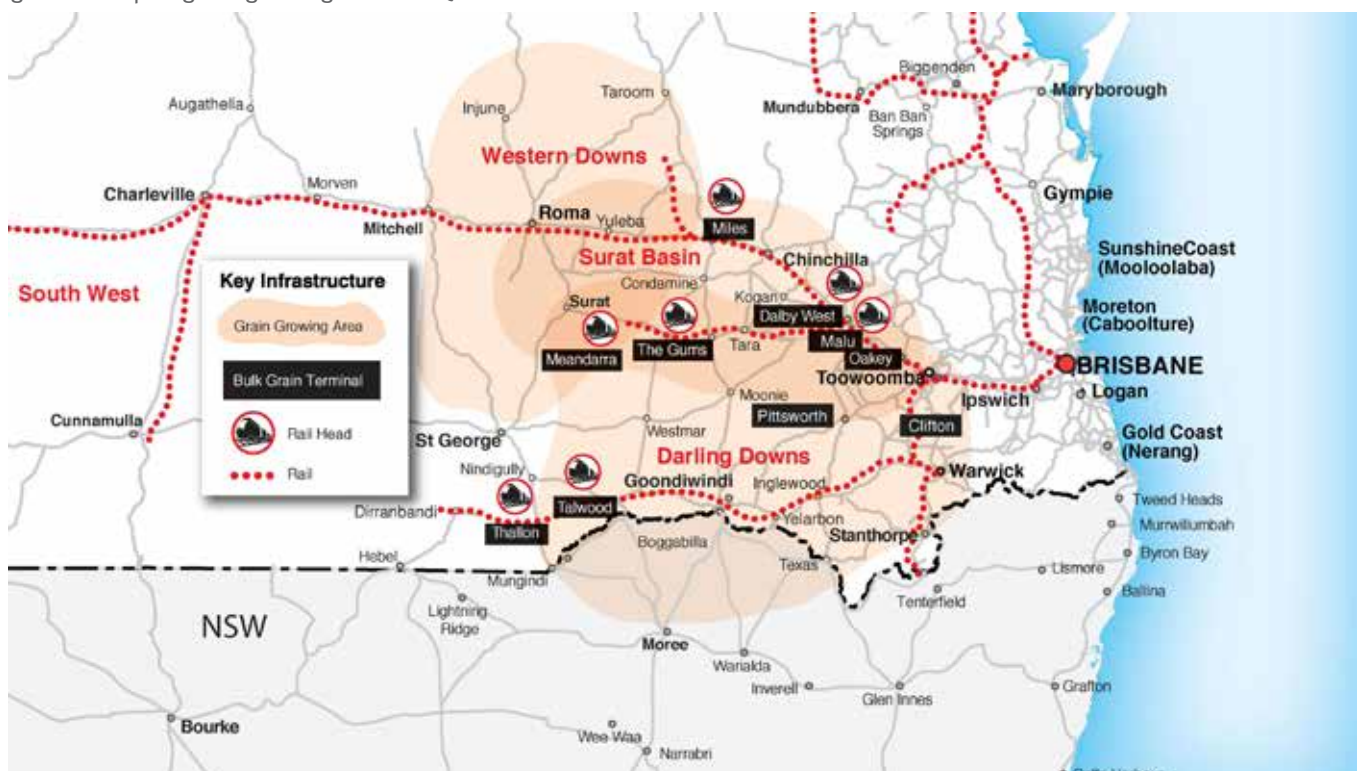 Biggenden
Taroom
Maryborough
Augathella
Injune
Mundubbera
Ban Ban
Springs
Western Downs
Charleville
Morven
Gympie
Roma
Yuleba
Miles
Mitchell
SunshineCoast
(Mooloolaba)
Surat Basin
Chinchilla
Key Infrastructure
South West
Condamine
Grain Growing Area
Surat
Kogan
Moreton
(Caboolture)
Dalby West
The Gums
Tara
Malu
Meandarra
Oakey
BRISBANE
Bulk Grain Terminal
Toowoomba
Ipswich
Logan
Moonie
Pittsworth
Cunnamulla
Rail Head
St George
Westmar
Clifton
Gold Coast
(Nerang)
Darling Downs
Rail
Nindigully
Goondiwindi
Inglewood
Warwick
Talwood
Tweed Heads
Dirranbandi
Thallon
Yelarbon
Murrwillumbah
Stanthorpe
Boggabilla
Hebel
Byron Bay
Texas
Mungindi
Lismore
Ballina
Tenterfield
Lightning
Ridge
NSW
Moree
Warialda
Inverell
Glen Innes
Grafton
Bourke
Wee Waa
Narrabri